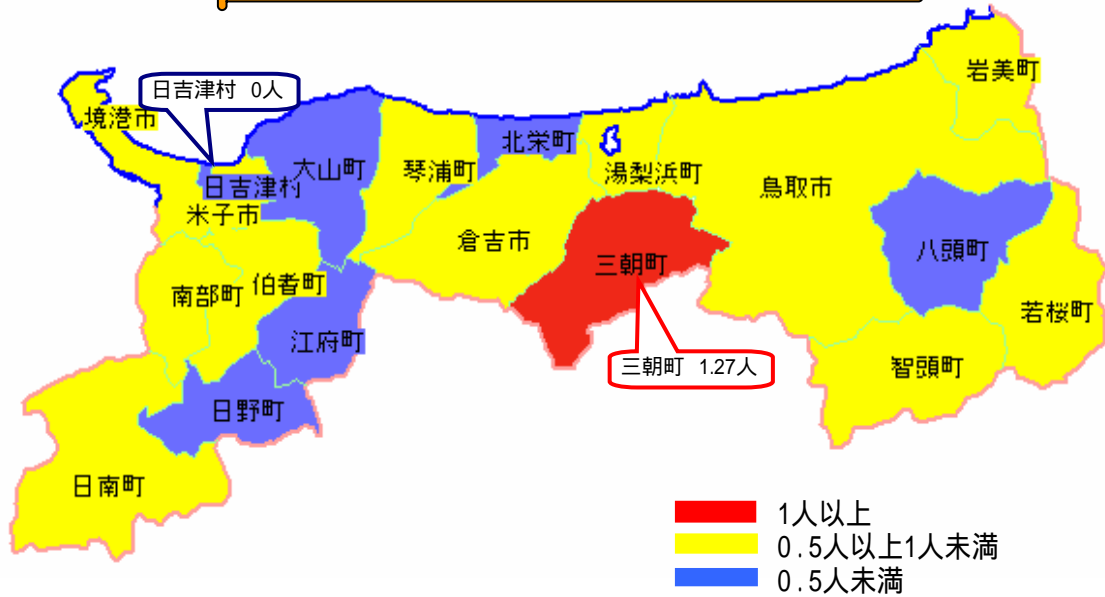 岩美町
日吉津村 0人
境港市
北栄町
大山町
琴浦町
湯梨浜町
日吉津村
鳥取市
米子市
倉吉市
八頭町
三朝町
伯耆町
南部町
若桜町
江府町
三朝町 1.27人
智頭町
日野町
日南町
1人以上
0.5人以上1人未満
0.5人未満